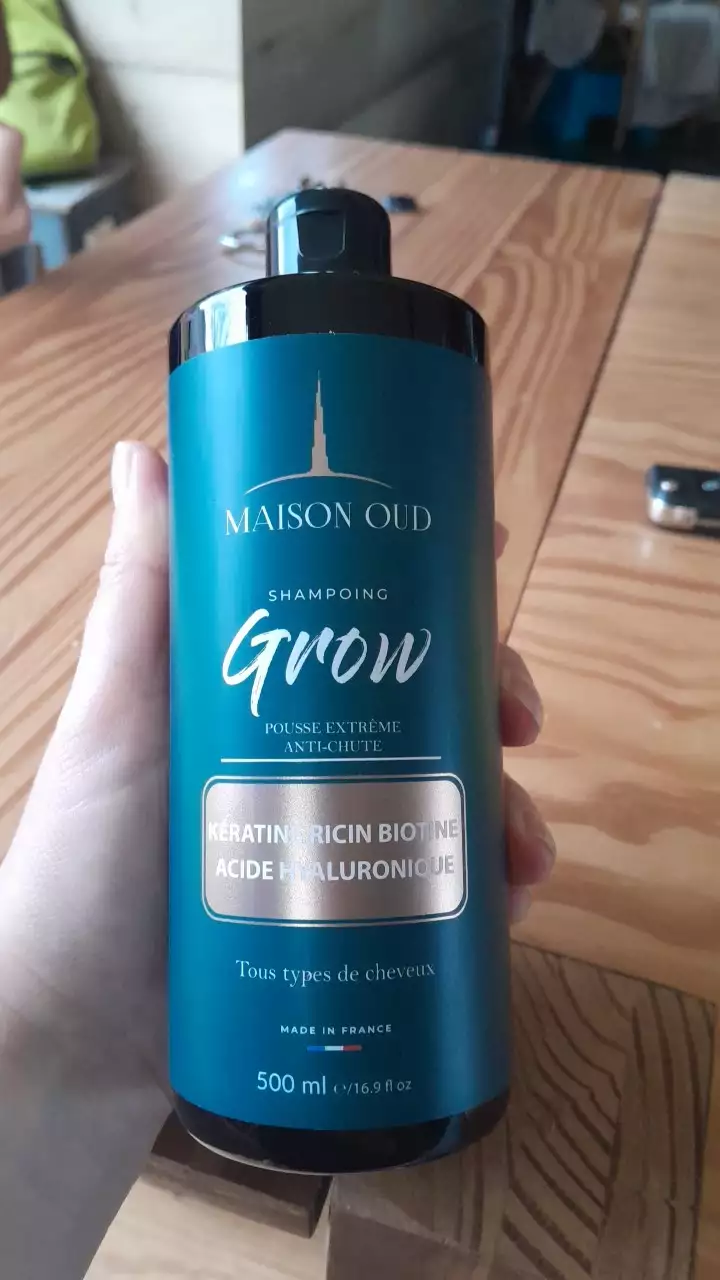 MAISON OUD
SHAMPOING
Grow
POUSSE EXTRÊME
ANTI-CHUTE
KÉRATINE RICIN BIOTINE
ACIDE HYALURONIQUE
Tous types de cheveux
MADE IN FRANCE
500 ml ℮/16.9 fl oz